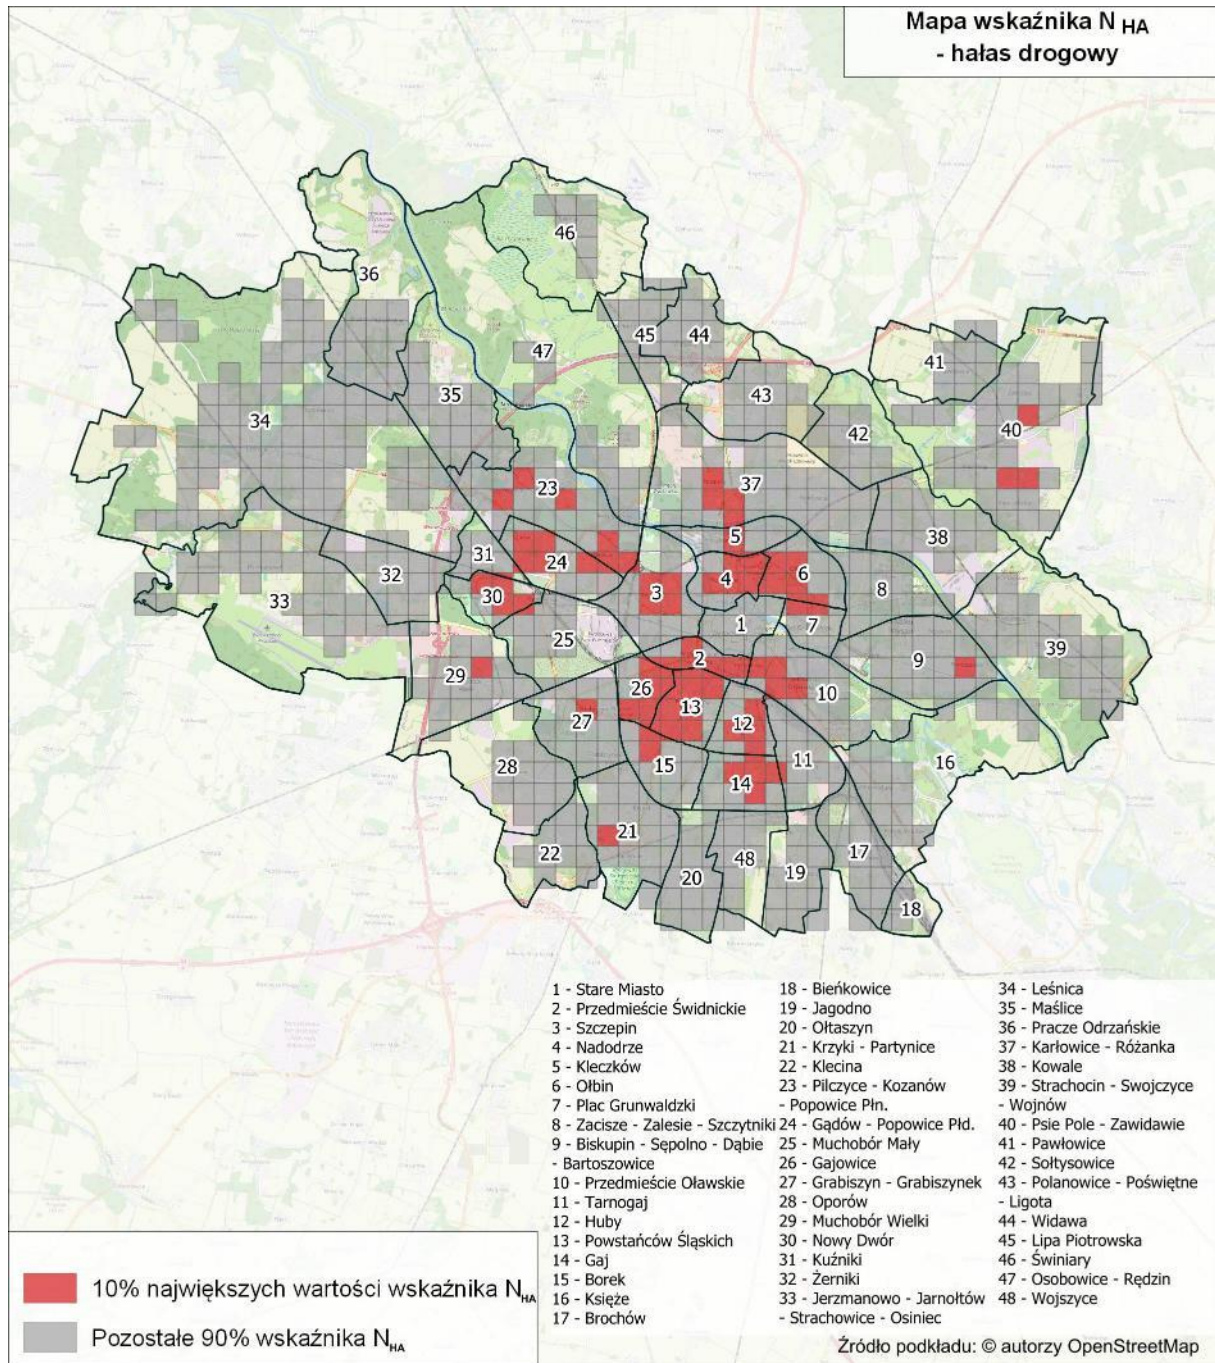 Mapa wskaźnika N HA
- hałas drogowy
46
36
45
44
41
47
43
35
34
42
40
23
37
5
38
31
24
6
32
30
4
8
33
3
1
7
25
2
39
29
9
26
10
27
13
12
28
15
14
11
16
21
22
48
17
20
19
18
1 - Stare Miasto
2 - Przedmieście Świdnickie
3 - Szczepin
4 - Nadodrze
5 - Kleczków
6 - Ołbin
7 - Plac Grunwaldzki
8 - Zacisze - Zalesie - Szczytniki
9 - Biskupin - Sępolno - Dąbie
- Bartoszowice
10 - Przedmieście Oławskie
11 - Tarnogaj
12 - Huby
13 - Powstańców Śląskich
14 - Gaj
15 - Borek
16 - Księże
17 - Brochów
18 - Bieńkowice
19 - Jagodno
20 - Ołtaszyn
21 - Krzyki - Partynice
22 - Klecina
23 - Pilczyce - Kozanów
- Popowice Płn.
24 - Gądów - Popowice Płd.
25 - Muchobór Mały
26 - Gajowice
27 - Grabiszyn - Grabiszynek
28 - Oporów
29 - Muchobór Wielki
30 - Nowy Dwór
31 - Kuźniki
32 - Żerniki
33 - Jerzmanowo - Jarnołtów
- Strachowice - Osiniec
34 - Leśnica
35 - Maślice
36 - Pracze Odrzańskie
37 - Karłowice - Różanka
38 - Kowale
39 - Strachocin - Swojczyce
- Wojnów
40 - Psie Pole - Zawidawie
41 - Pawłowice
42 - Sołtysowice
43 - Polanowice - Poświętne
- Ligota
44 - Widawa
45 - Lipa Piotrowska
46 - Świniary
47 - Osobowice - Rędzin
48 - Wojszyce
10% największych wartości wskaźnika N HA
Pozostałe 90% wskaźnika N HA
Źródło podkładu: © autorzy OpenStreetMap